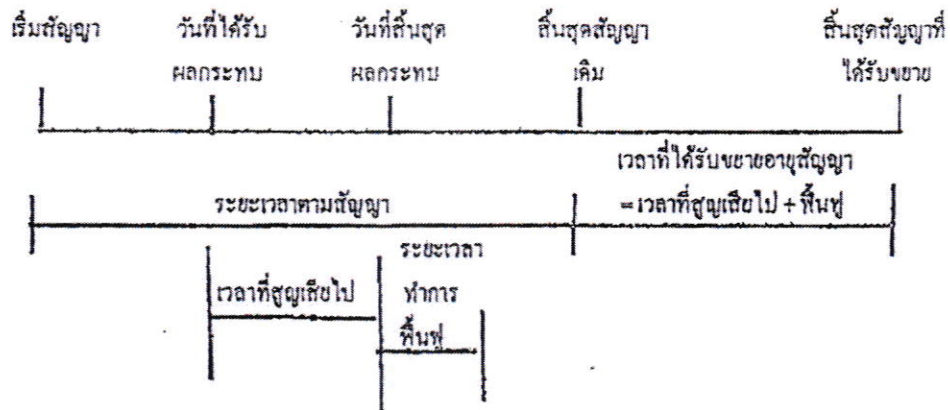 เริ่มสัญญา วันที่ได้รับ วันที่สิ้นสุด สิ้นสุดสัญญา สิ้นสุดสัญญาที่
ผลกระทบ ผลกระทบ เดิม ได้รับขยาย
เวลาที่ได้รับขยายอายุสัญญา
ระยะเวลาตามสัญญา =เวลาที่สูญเสียไป + ฟื้นฟู
ระยะเวลา
เวลาที่สูญเสียไป ทำการ
ฟื้นฟู